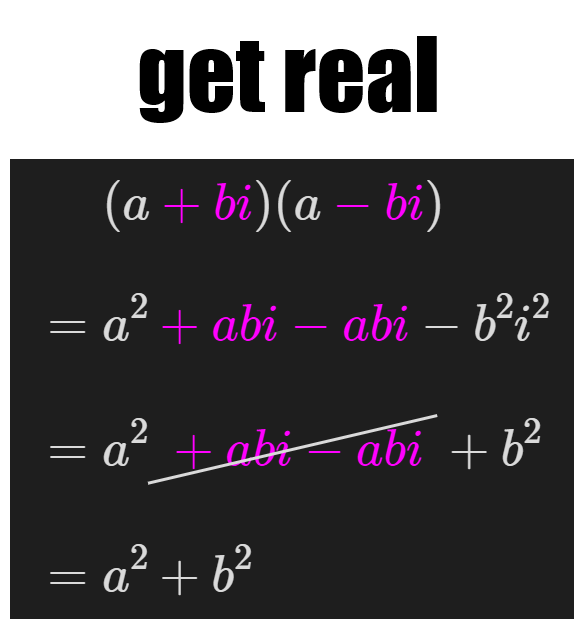 get real
(a + bi)(a − bi)
= a² + abi − abi − b²i²
= a² + abi − abi + b²
= a² + b²